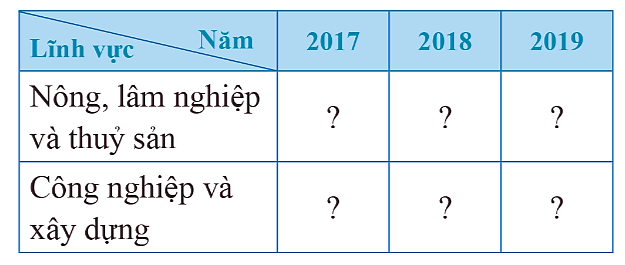 Năm
Lĩnh vực
2017 2018 2019
Nông, lâm nghiệp
và thuỷ sản
? ? ?
Công nghiệp và
xây dựng
? ? ?